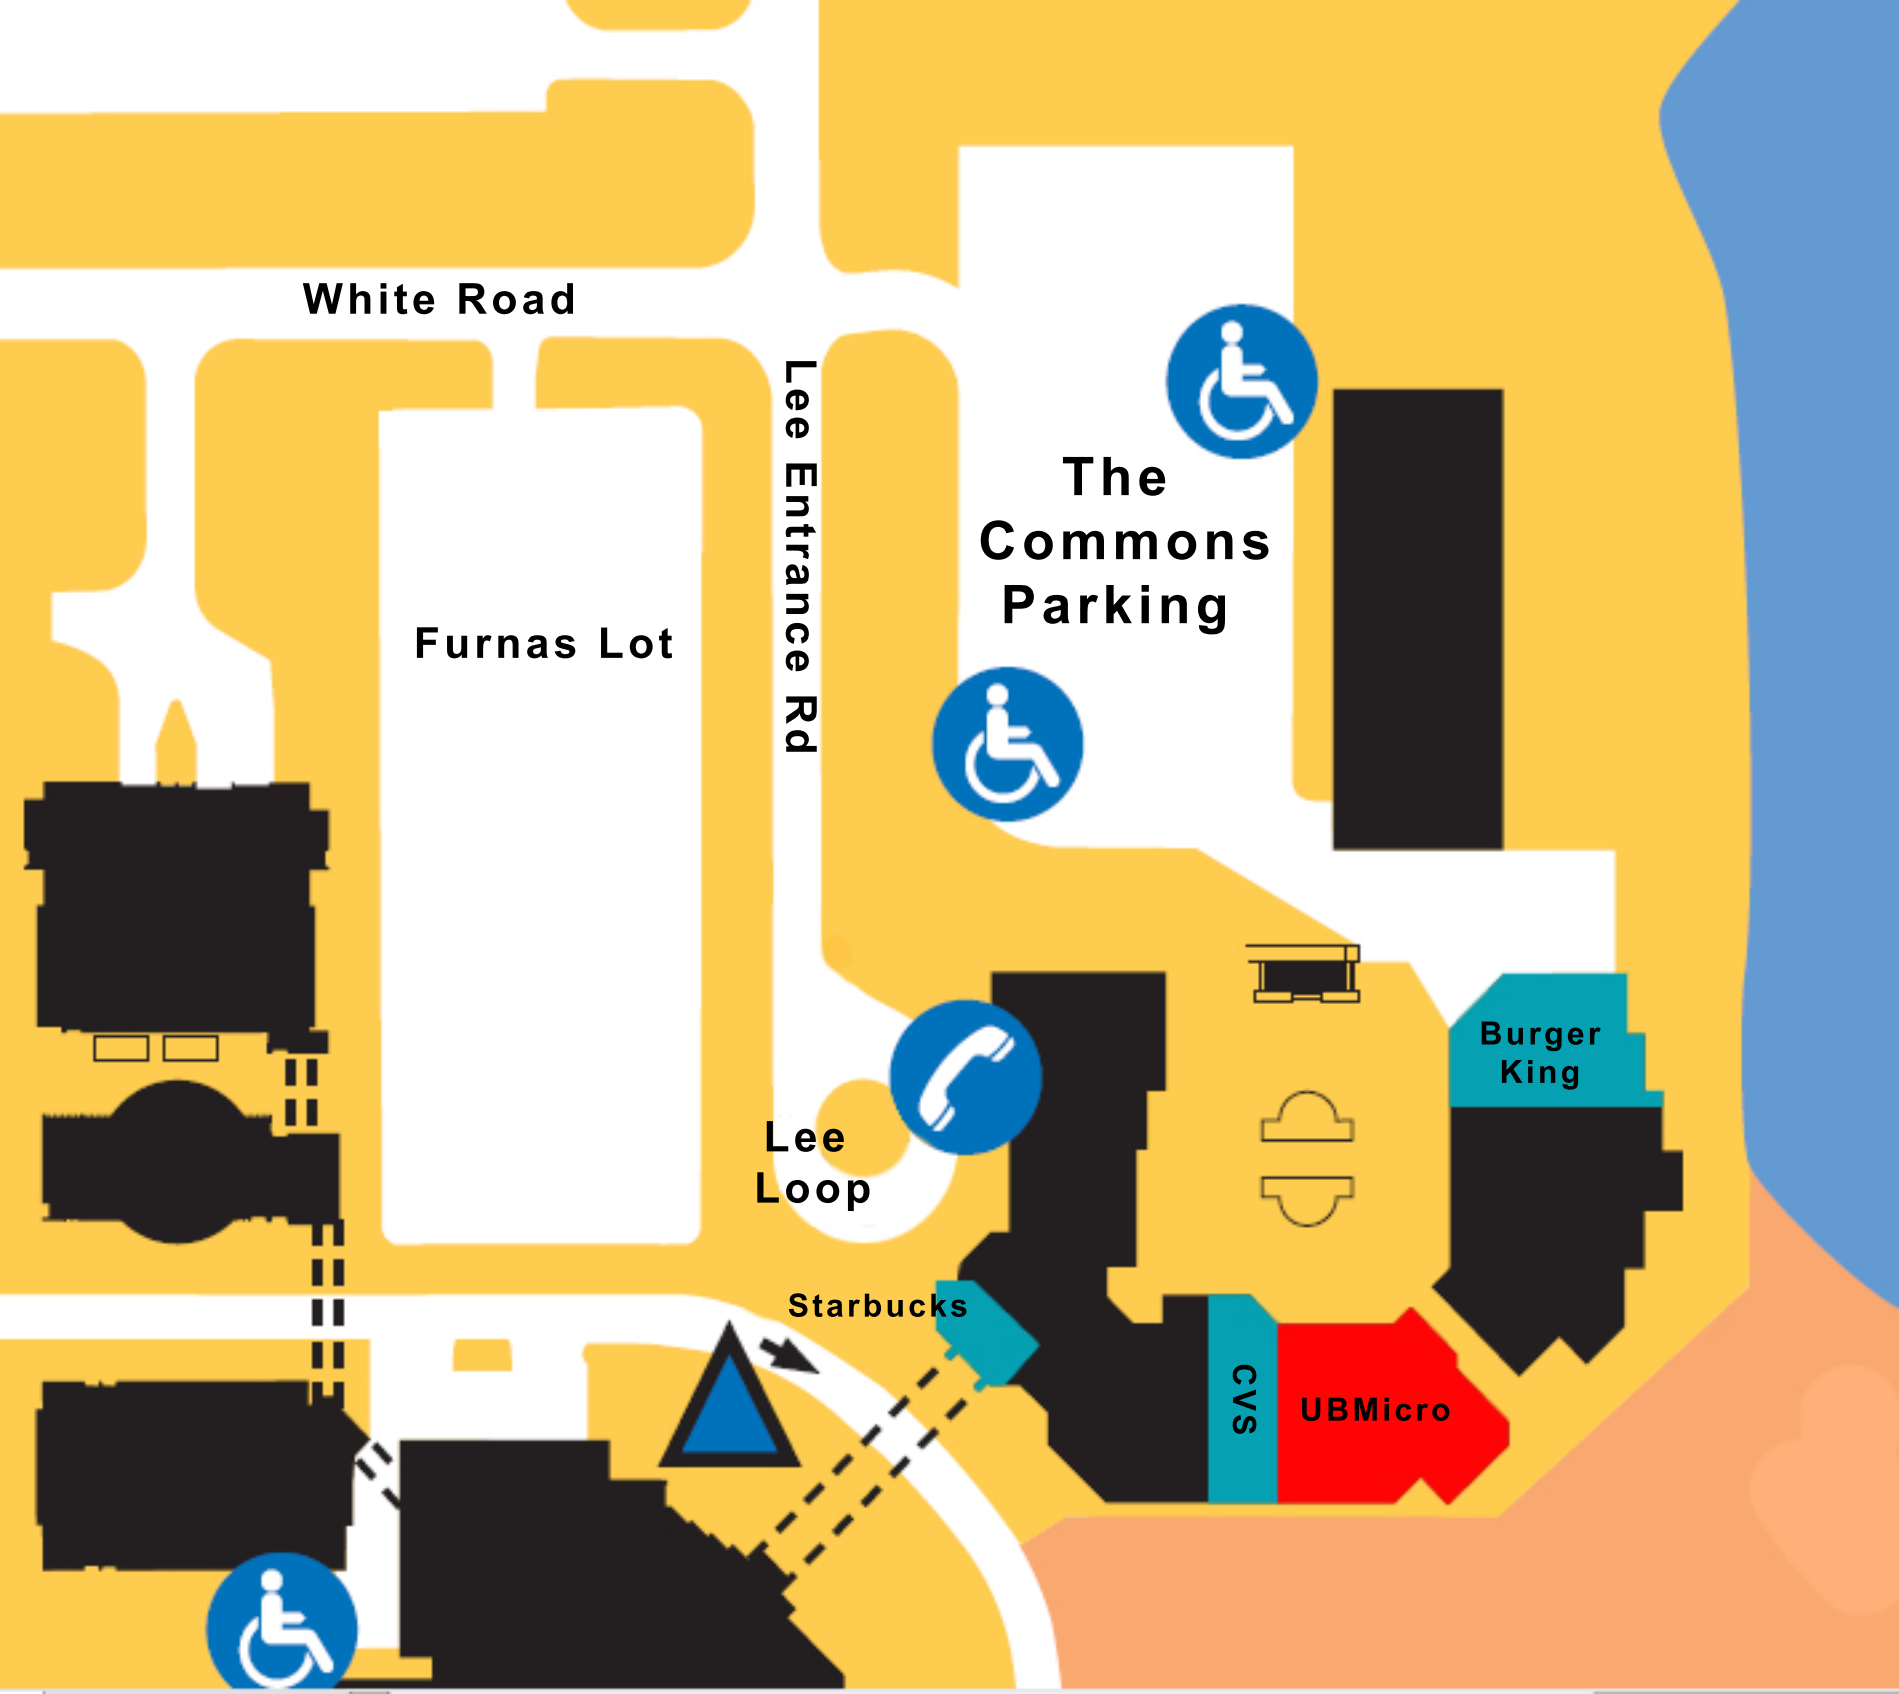 White Road
Lee Entrance Rd
The
Commons
Parking
Furnas Lot
Burger
King
Lee
Loop
Starbucks
CVS
UBMicro